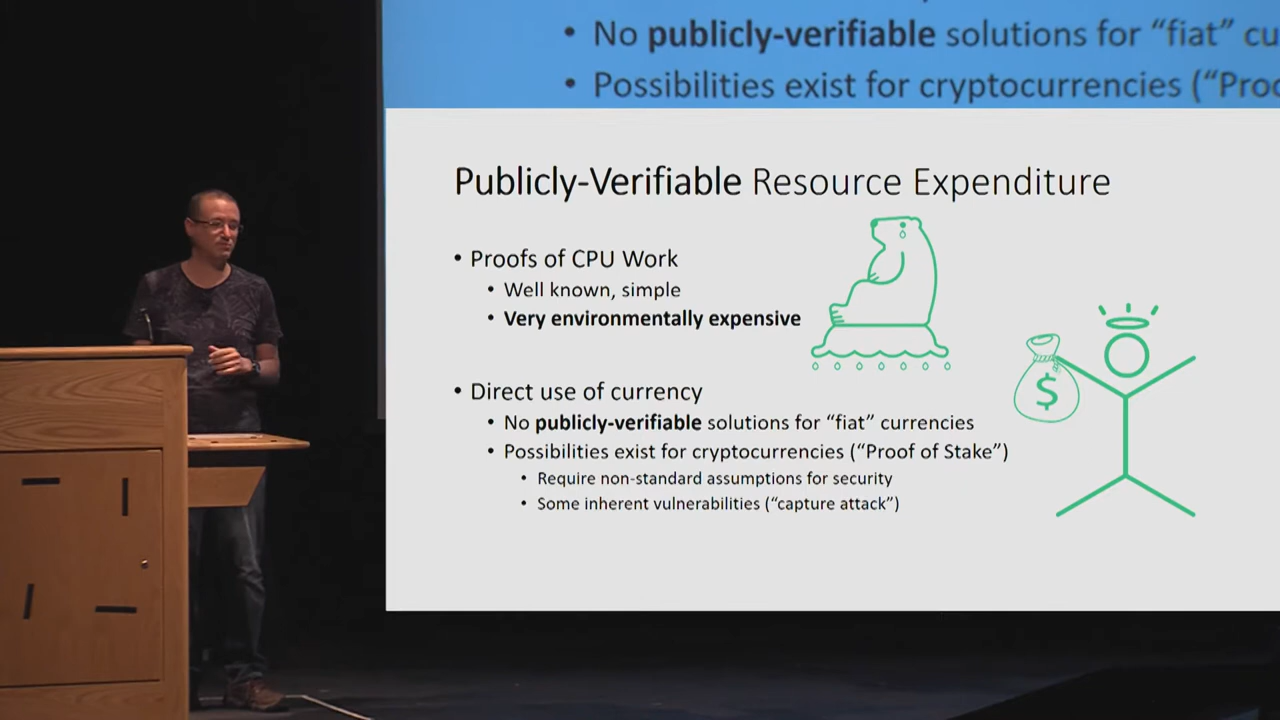 • No publicly-verifiable solutions for “fiat” cu
• Possibilities exist for cryptocurrencies (“Proo
Publicly-Verifiable Resource Expenditure
• Proofs of CPU Work
• Well known, simple
• Very environmentally expensive
• Direct use of currency
• No publicly-verifiable solutions for “fiat” currencies
• Possibilities exist for cryptocurrencies (“Proof of Stake”)
• Require non-standard assumptions for security
• Some inherent vulnerabilities (“capture attack”)
$